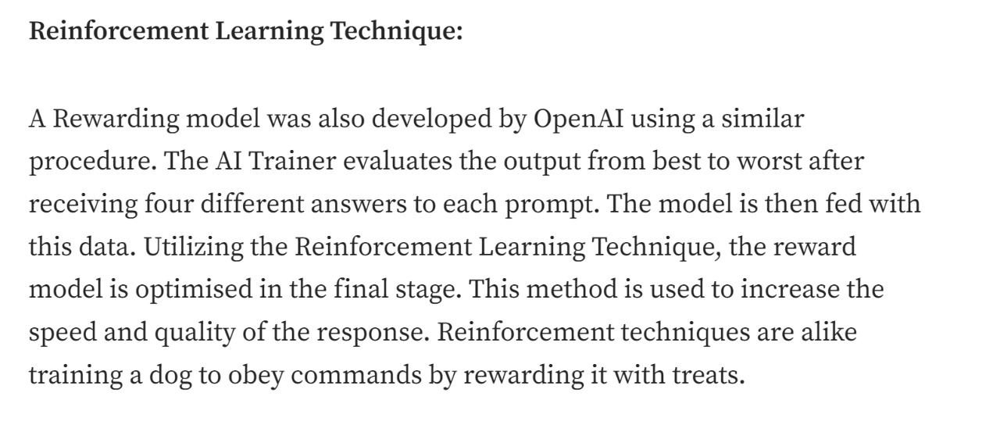 Reinforcement Learning Technique:
A Rewarding model was also developed by OpenAI using a similar
procedure. The AI Trainer evaluates the output from best to worst after
receiving four different answers to each prompt. The model is then fed with
this data. Utilizing the Reinforcement Learning Technique, the reward
model is optimised in the final stage. This method is used to increase the
speed and quality of the response. Reinforcement techniques are alike
training a dog to obey commands by rewarding it with treats.